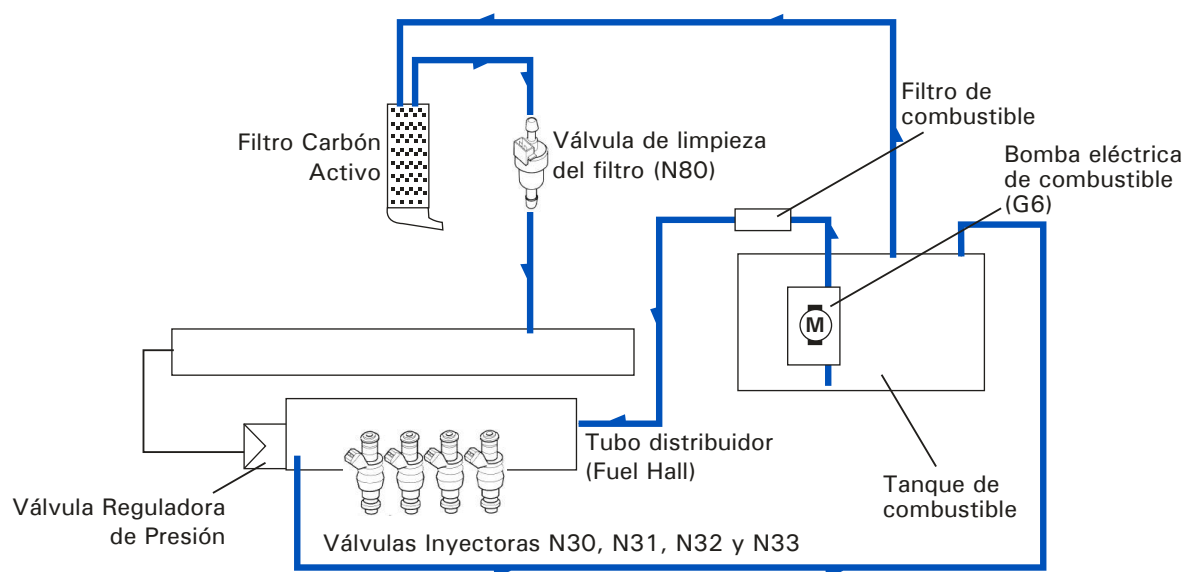 Filtro Carbón
Activo
Válvula de limpieza
del filtro (N80)
Filtro de
combustible
Bomba eléctrica
de combustible
(G6)
M
Tubo distribuidor
(Fuel Hall)
Tanque de
combustible
Válvula Reguladora
de Presión
Válvulas Inyectoras N30, N31, N32 y N33